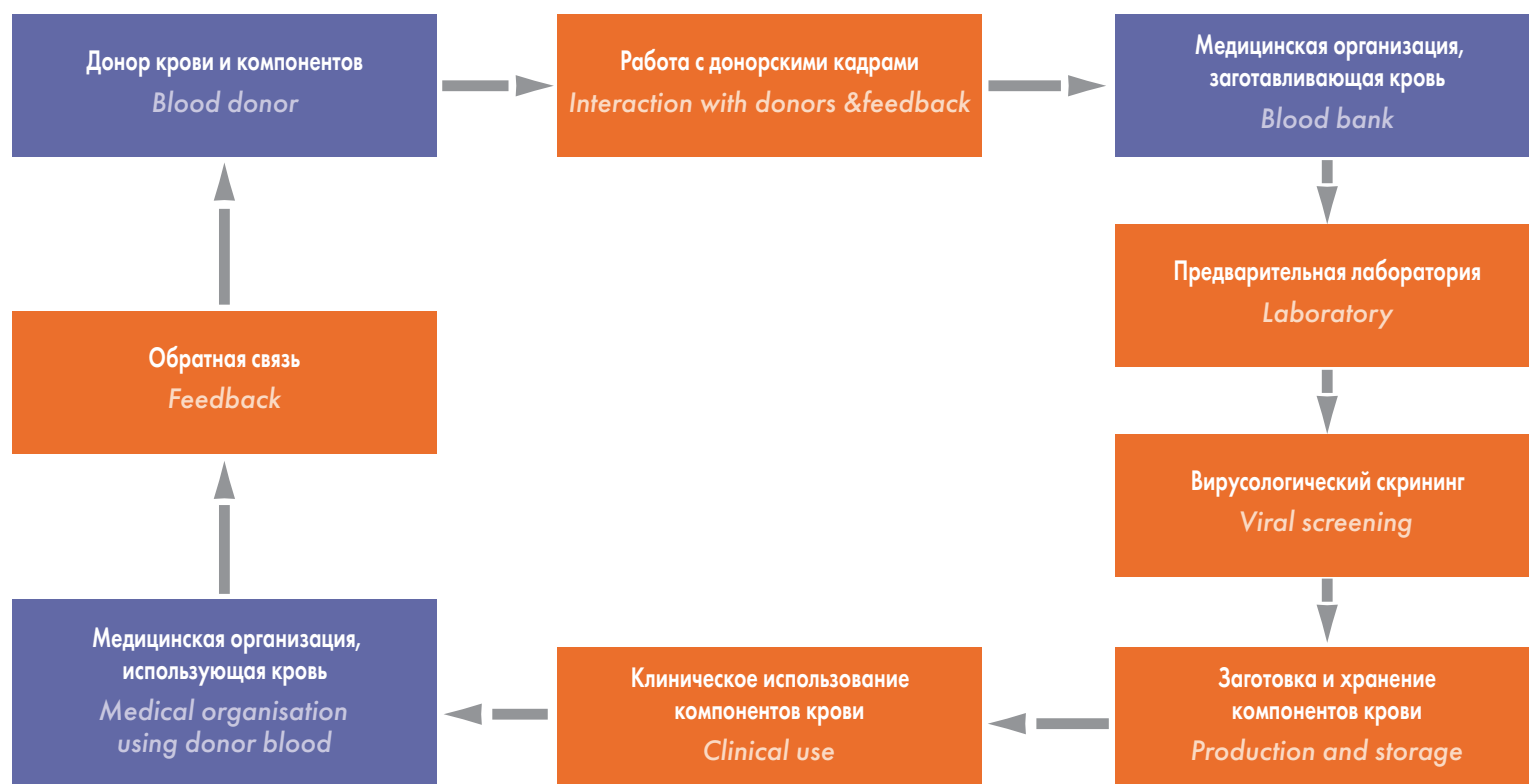 Донор крови и компонентов
Blood donor
Работа с донорскими кадрами
Interaction with donors &feedback
Медицинская организация,
заготавливающая кровь
Blood bank
Предварительная лаборатория
Laboratory
Вирусологический скрининг
Viral screening
Заготовка и хранение
компонентов крови
Production and storage
Клиническое использование
компонентов крови
Clinical use
Медицинская организация,
использующая кровь
Medical organisation
using donor blood
Обратная связь
Feedback